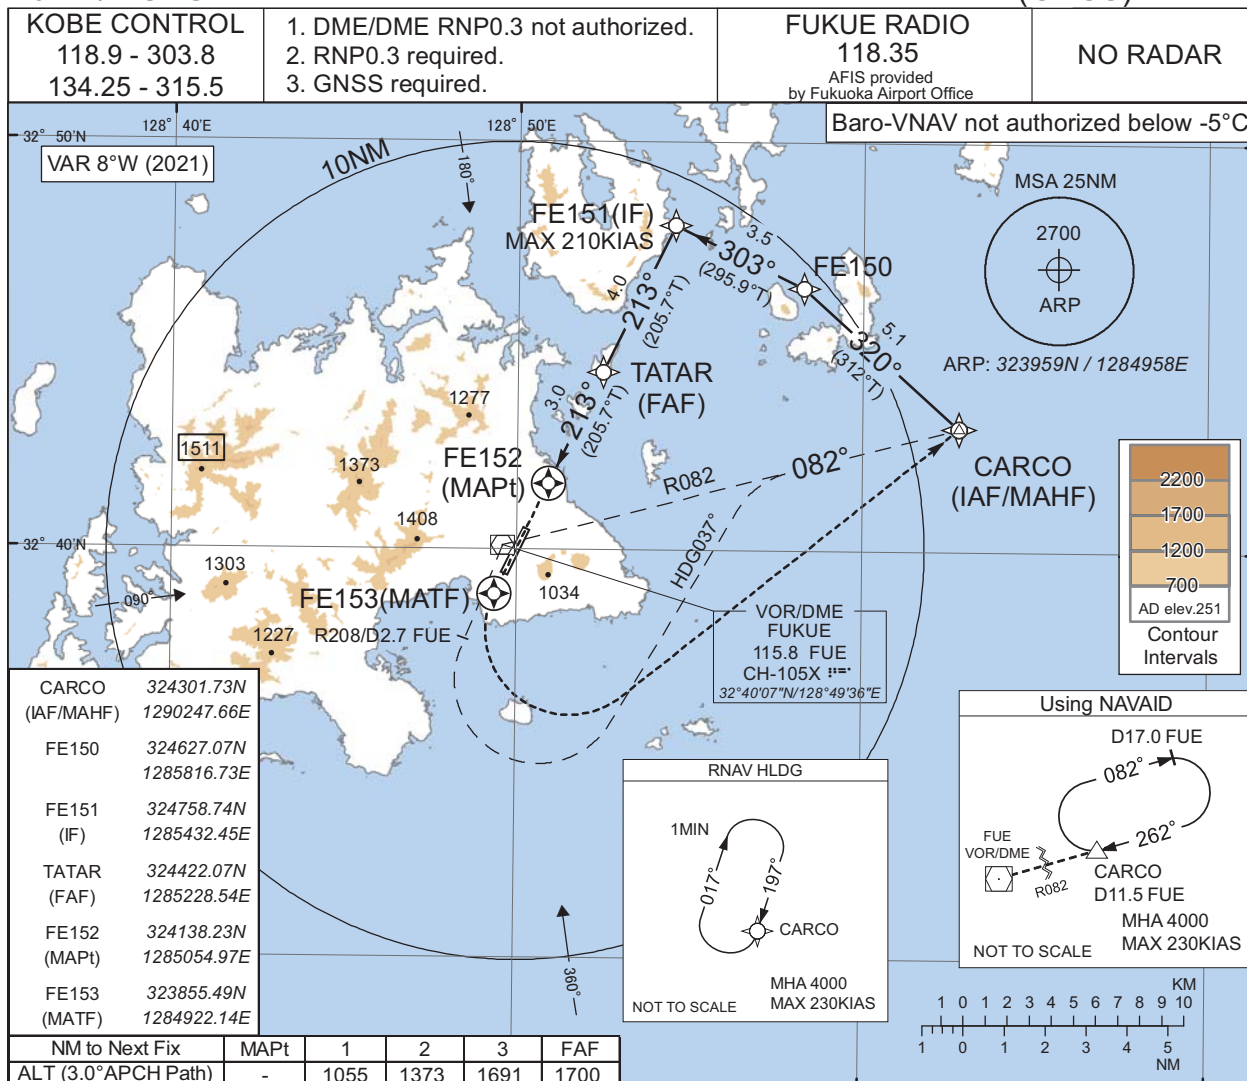 KOBE CONTROL
118.9 - 303.8
134.25 - 315.5
1. DME/DME RNP0.3 not authorized.
2. RNP0.3 required.
3. GNSS required.
FUKUE RADIO
118.35
AFIS provided
by Fukuoka Airport Office
NO RADAR
32° 50'N
128° 40'E
128° 50'E
Baro-VNAV not authorized below -5°C
VAR 8°W (2021)
10NM
180°
MSA 25NM
2700
ARP
ARP: 323959N / 1284958E
FE151(IF)
MAX 210KIAS
3.5
303°
(295.9°T)
FE150
4.0
213°
(205.7°T)
5.1
320°
(312°T)
TATAR
(FAF)
3.0
213°
(205.7°T)
1277
1511
1373
FE152
(MAPt)
R082
082°
CARCO
(IAF/MAHF)
1408
32° 40'N
1303
HDG037°
2200
1700
1200
700
AD elev.251
Contour
Intervals
090°
FE153(MATF)
1034
R208/D2.7 FUE
1227
VOR/DME
FUKUE
115.8 FUE
CH-105X
32°40'07"N/128°49'36"E
CARCO 324301.73N
(IAF/MAHF) 1290247.66E
FE150 324627.07N
1285816.73E
FE151 324758.74N
(IF) 1285432.45E
TATAR 324422.07N
(FAF) 1285228.54E
FE152 324138.23N
(MAPt) 1285054.97E
FE153 323855.49N
(MATF) 1284922.14E
360°
RNAV HLDG
1MIN
017°
197°
CARCO
MHA 4000
MAX 230KIAS
NOT TO SCALE
Using NAVAID
D17.0 FUE
082°
262°
FUE
VOR/DME
R082
CARCO
D11.5 FUE
MHA 4000
MAX 230KIAS
NOT TO SCALE
KM
1 0 1 2 3 4 5 6 7 8 9 10
1 0 1 2 3 4 5
NM
NM to Next Fix MAPt 1 2 3 FAF
ALT (3.0°APCH Path) - 1055 1373 1691 1700